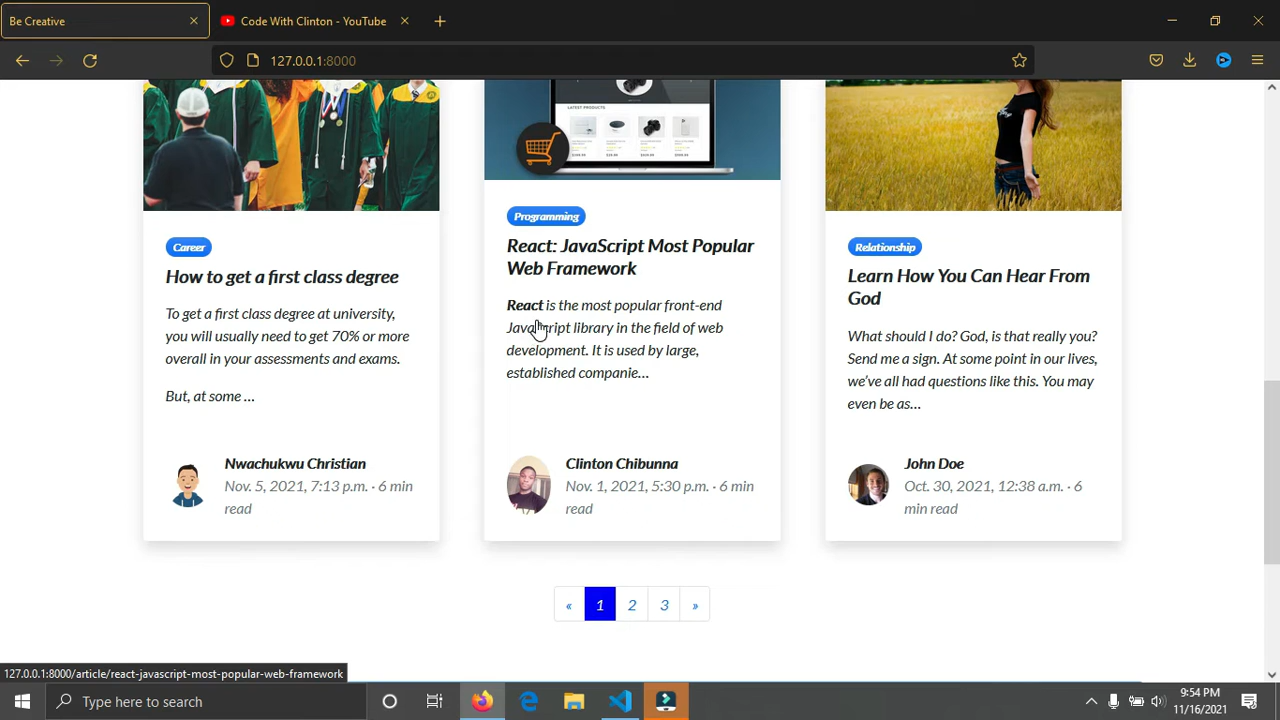 Be Creative
Code With Clinton - YouTube
127.0.0.1:8000
LATEST PRODUCTS
Career
How to get a first class degree
To get a first class degree at university,
you will usually need to get 70% or more
overall in your assessments and exams.
But, at some ...
Nwachukwu Christian
Nov. 5, 2021, 7:13 p.m. · 6 min
read
Programming
React: JavaScript Most Popular
Web Framework
React is the most popular front-end
JavaScript library in the field of web
development. It is used by large,
established companie...
Clinton Chibunna
Nov. 1, 2021, 5:30 p.m. · 6 min
read
Relationship
Learn How You Can Hear From
God
What should I do? God, is that really you?
Send me a sign. At some point in our lives,
we've all had questions like this. You may
even be as...
John Doe
Oct. 30, 2021, 12:38 a.m. · 6
min read
« 1 2 3 »
127.0.0.1:8000/article/react-javascript-most-popular-web-framework
Type here to search
9:54 PM
11/16/2021